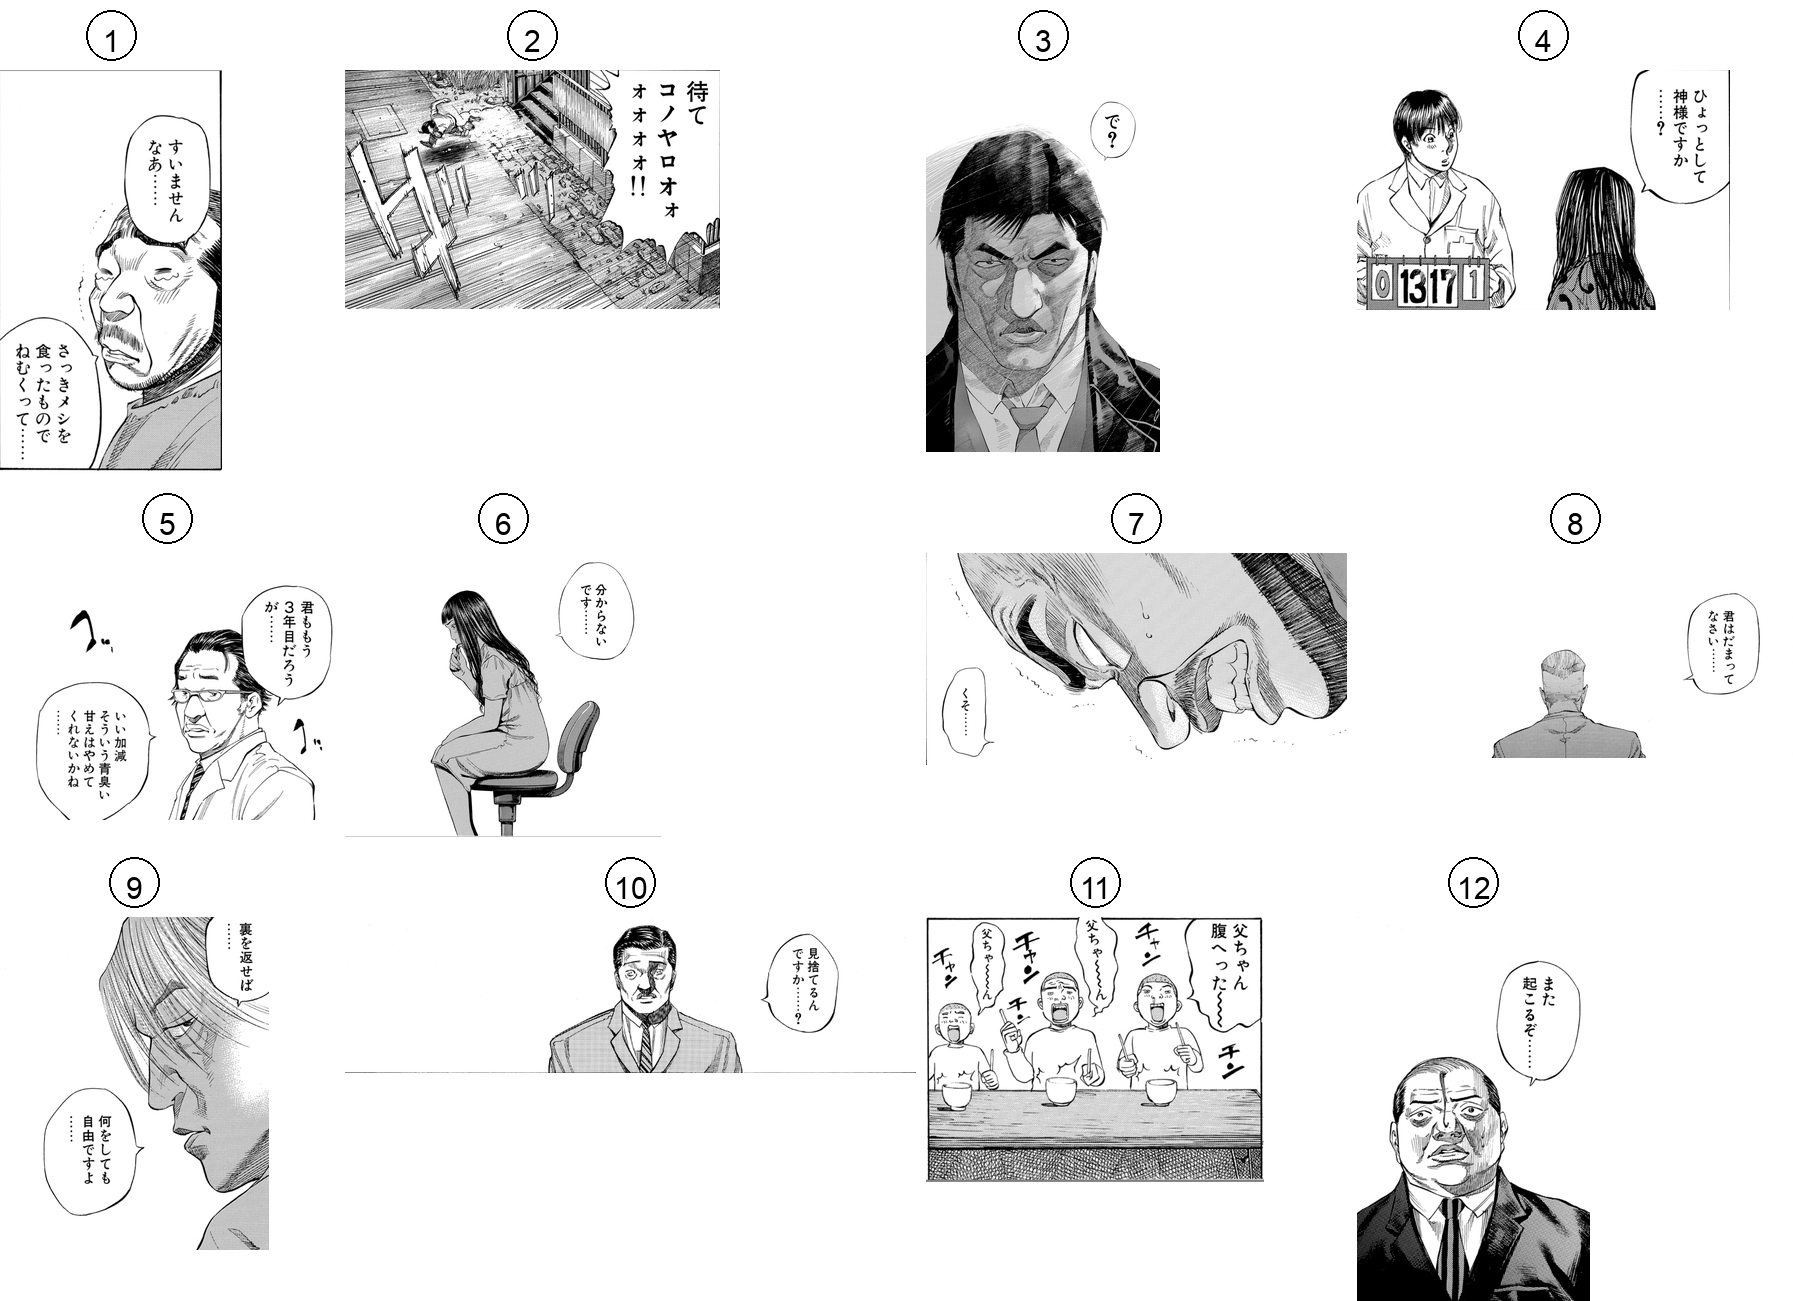 1
すいません
なあ……
さっきメシを
食ったもので
ねむくって……
2
待て
コノヤロオォ
ォォォォォ!!
ドドドド
3
で?
4
ひょっとして
神様ですか
……?
0 13 17 1
5
君ももう
3年目だろう
が……
いい加減
そういう青臭い
甘えはやめて
くれないかね
……
6
分からない
です……
7
くそ……
8
君はだまって
なさい……
9
裏を返せば
……
何をしても
自由ですよ
……
10
見捨てるん
ですか……?
11
父ちゃん
腹へった〜〜〜
父ちゃ〜〜〜ん
父ちゃ〜〜ん
チャン
チャン
チャン
チン
チン
12
また
起こるぞ……